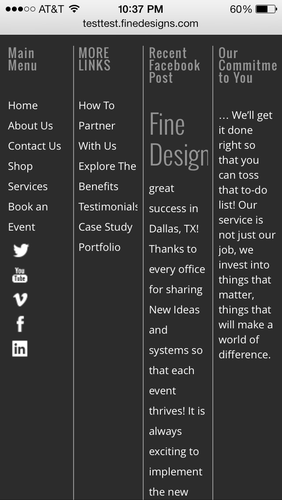 AT&T 10:37 PM 60%
testtest.finedesigns.com
Main
Menu
Home
About Us
Contact Us
Shop
Services
Book an
Event
You
Tube
MORE
LINKS
How To
Partner
With Us
Explore The
Benefits
Testimonials
Case Study
Portfolio
Recent
Facebook
Post
Fine
Design
great
success in
Dallas, TX!
Thanks to
every office
for sharing
New Ideas
and
systems so
that each
event
thrives! It is
always
exciting to
implement
the new
Our
Commitme
to You
… We’ll get
it done
right so
that you
can toss
that to-do
list! Our
service is
not just our
job, we
invest into
things that
matter,
things that
will make a
world of
difference.